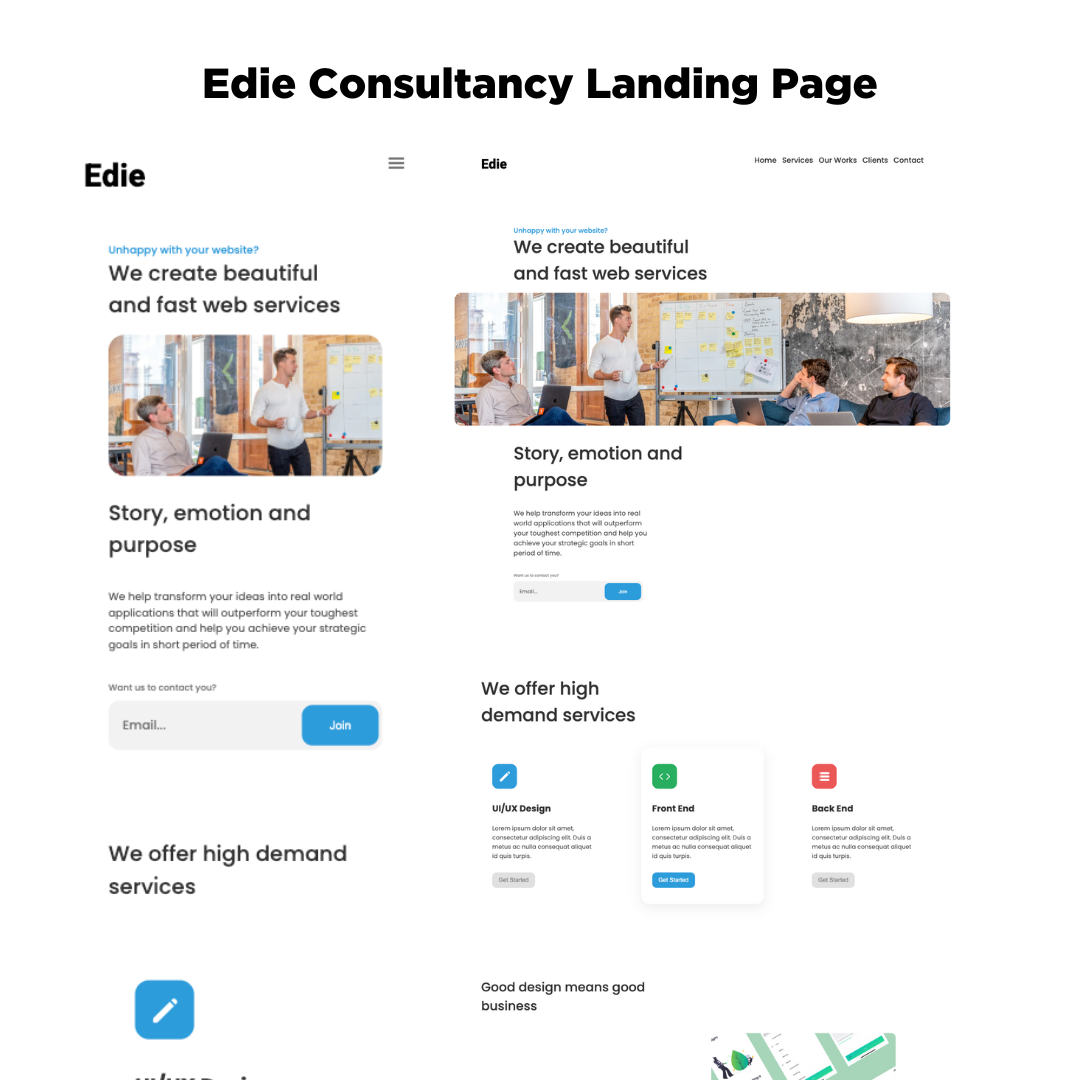 Edie Consultancy Landing Page
Edie
Unhappy with your website?
We create beautiful
and fast web services
Story, emotion and
purpose
We help transform your ideas into real world
applications that will outperform your toughest
competition and help you achieve your strategic
goals in short period of time.
Want us to contact you?
Email...
Join
We offer high demand
services
Edie
Home Services Our Works Clients Contact
Unhappy with your website?
We create beautiful
and fast web services
Story, emotion and
purpose
We help transform your ideas into real
world applications that will outperform
your toughest competition and help you
achieve your strategic goals in short
period of time.
Want us to contact you?
Email...
Join
We offer high
demand services
UI/UX Design
Lorem ipsum dolor sit amet,
consectetur adipiscing elit. Duis a
metus ac nulla consequat aliquet
id quis turpis.
Get Started
Front End
Lorem ipsum dolor sit amet,
consectetur adipiscing elit. Duis a
metus ac nulla consequat aliquet
id quis turpis.
Get Started
Back End
Lorem ipsum dolor sit amet,
consectetur adipiscing elit. Duis a
metus ac nulla consequat aliquet
id quis turpis.
Get Started
Good design means good
business